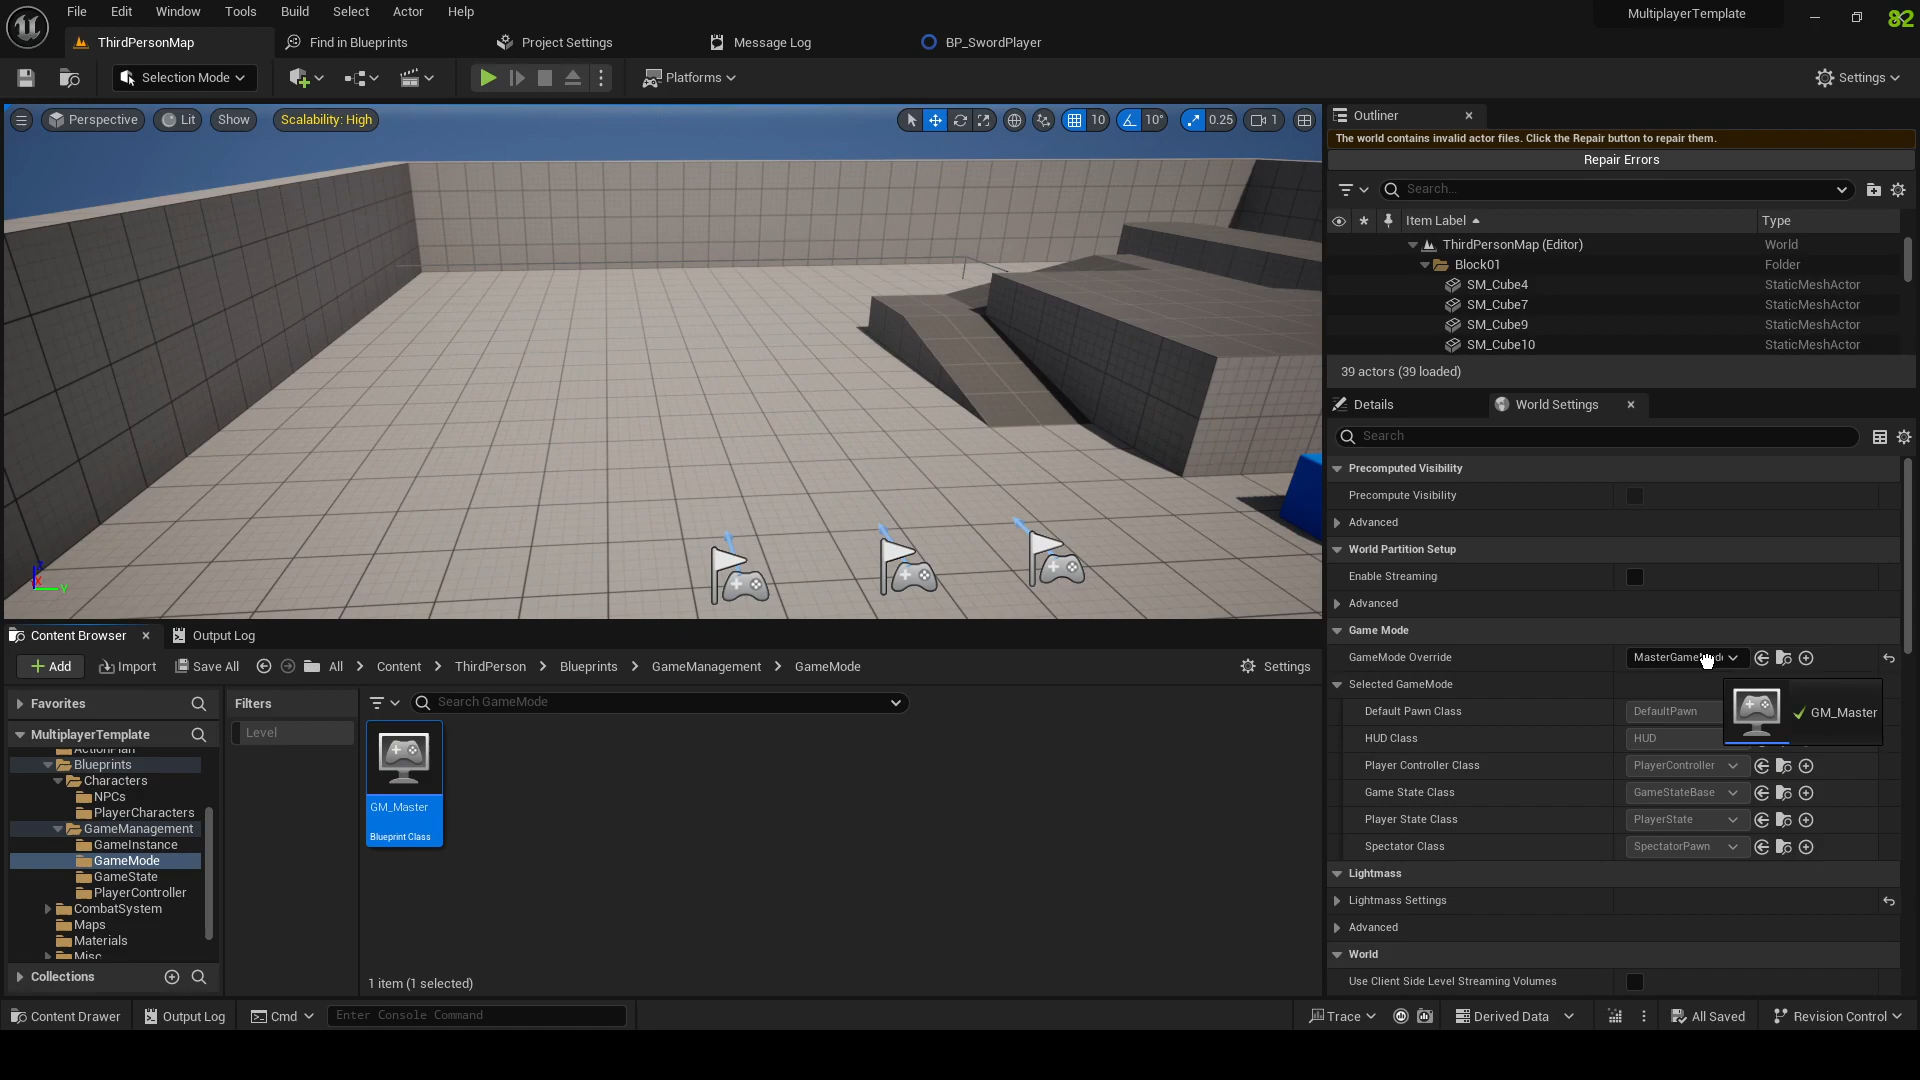 File Edit Window Tools Build Select Actor Help
MultiplayerTemplate
82
ThirdPersonMap Find in Blueprints Project Settings Message Log BP_SwordPlayer
Selection Mode Platforms Settings
Perspective Lit Show Scalability: High 10 10° 0.25 1
Outliner
The world contains invalid actor files. Click the Repair button to repair them.
Repair Errors
Search...
Item Label Type
ThirdPersonMap (Editor) World
Block01 Folder
SM_Cube4 StaticMeshActor
SM_Cube7 StaticMeshActor
SM_Cube9 StaticMeshActor
SM_Cube10 StaticMeshActor
39 actors (39 loaded)
Details World Settings
Search
Precomputed Visibility
Precompute Visibility
Advanced
World Partition Setup
Enable Streaming
Advanced
Game Mode
GameMode Override
Selected GameMode
Default Pawn Class DefaultPawn
GM_Master
HUD Class HUD
Player Controller Class PlayerController
Game State Class GameStateBase
Player State Class PlayerState
Spectator Class SpectatorPawn
Lightmass
Lightmass Settings
Advanced
World
Use Client Side Level Streaming Volumes
X Y
Content Browser Output Log
Add Import Save All All Content ThirdPerson Blueprints GameManagement GameMode Settings
Favorites
Filters
Search GameMode
Level
MultiplayerTemplate
ActionPlan
Blueprints
Characters
NPCs
PlayerCharacters
GameManagement
GameInstance
GameMode
GameState
PlayerController
CombatSystem
Maps
Materials
Misc
Collections
GM_Master
Blueprint Class
1 item (1 selected)
Content Drawer Output Log Cmd Enter Console Command Trace Derived Data All Saved Revision Control